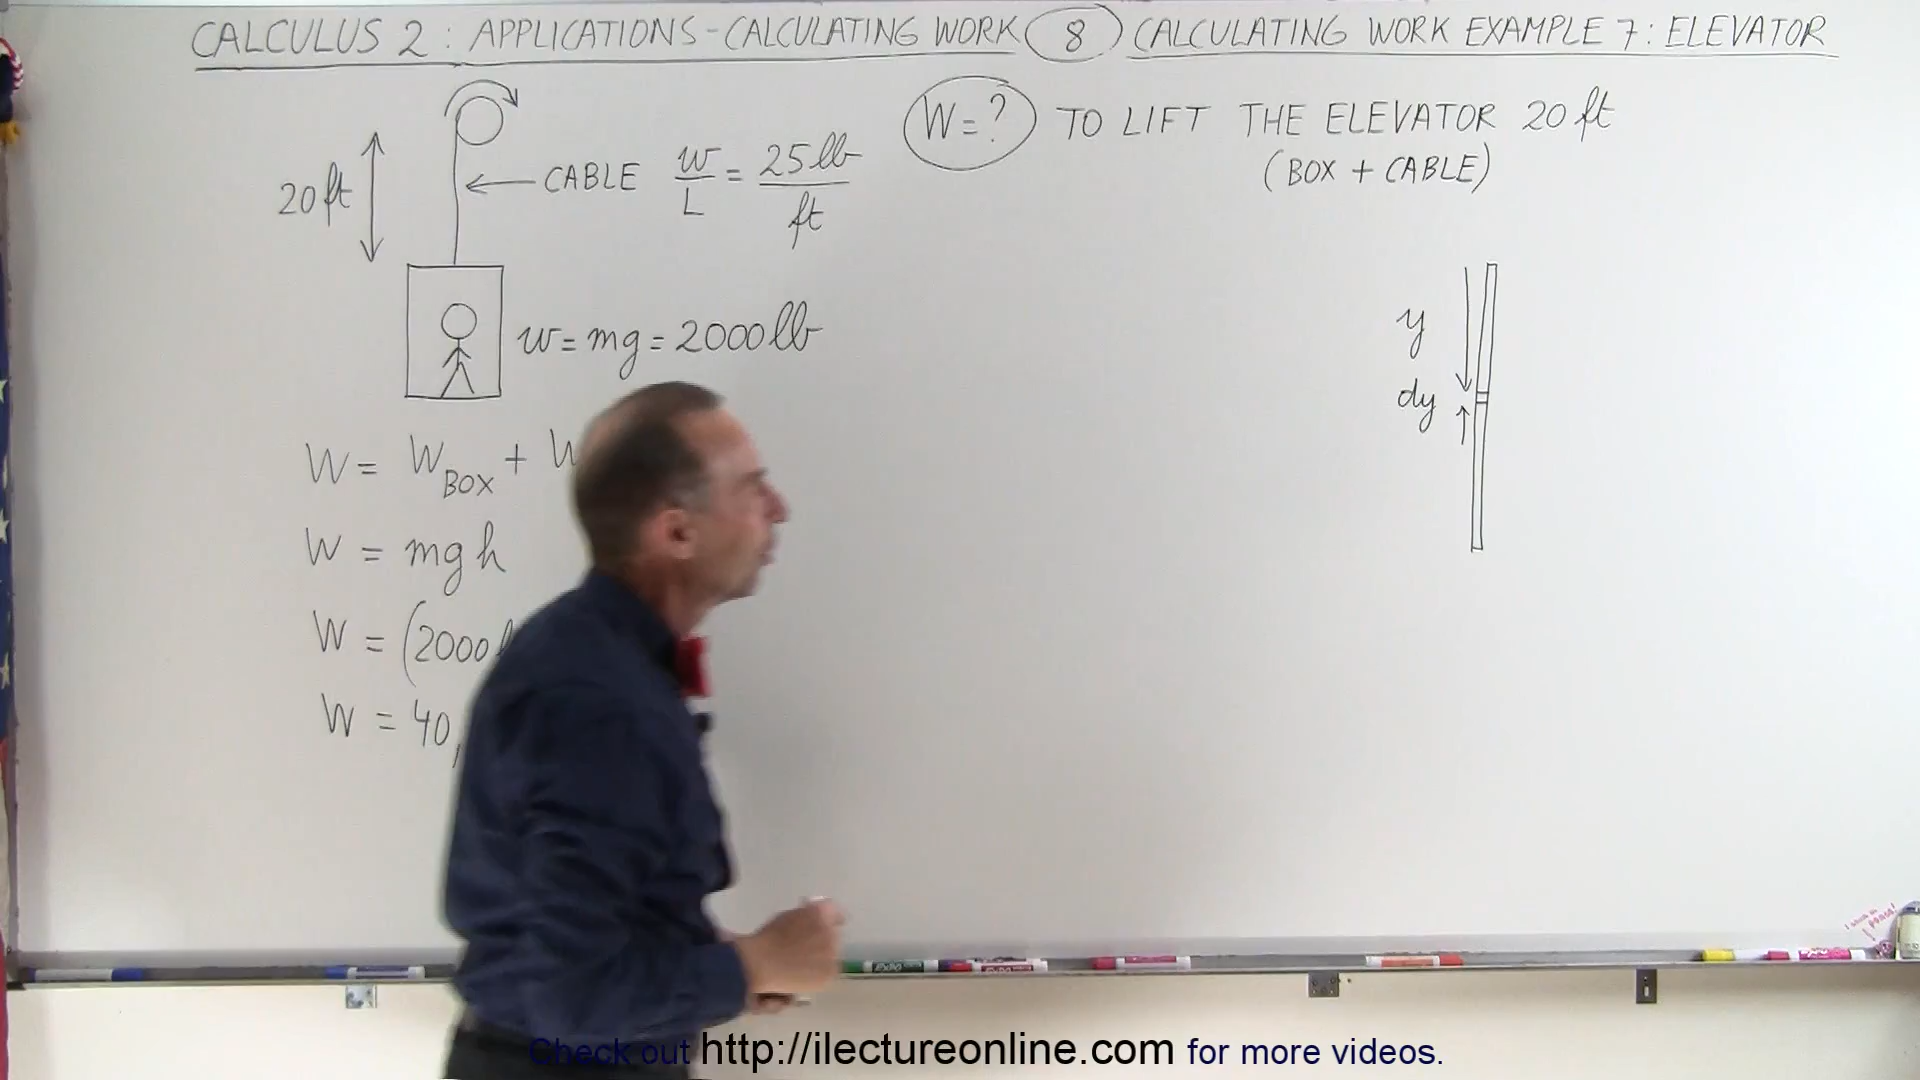 CALCULUS 2 : APPLICATIONS - CALCULATING WORK 8 CALCULATING WORK EXAMPLE 7 : ELEVATOR
W = ? TO LIFT THE ELEVATOR 20 ft
(BOX + CABLE)
20 ft
CABLE w/L = 25 lb/ft
w = mg = 2000 lb
W = W BOX + W
W = mgh
W = (2000 l
W = 40,
y
dy
Expo
Check out http://ilectureonline.com for more videos.